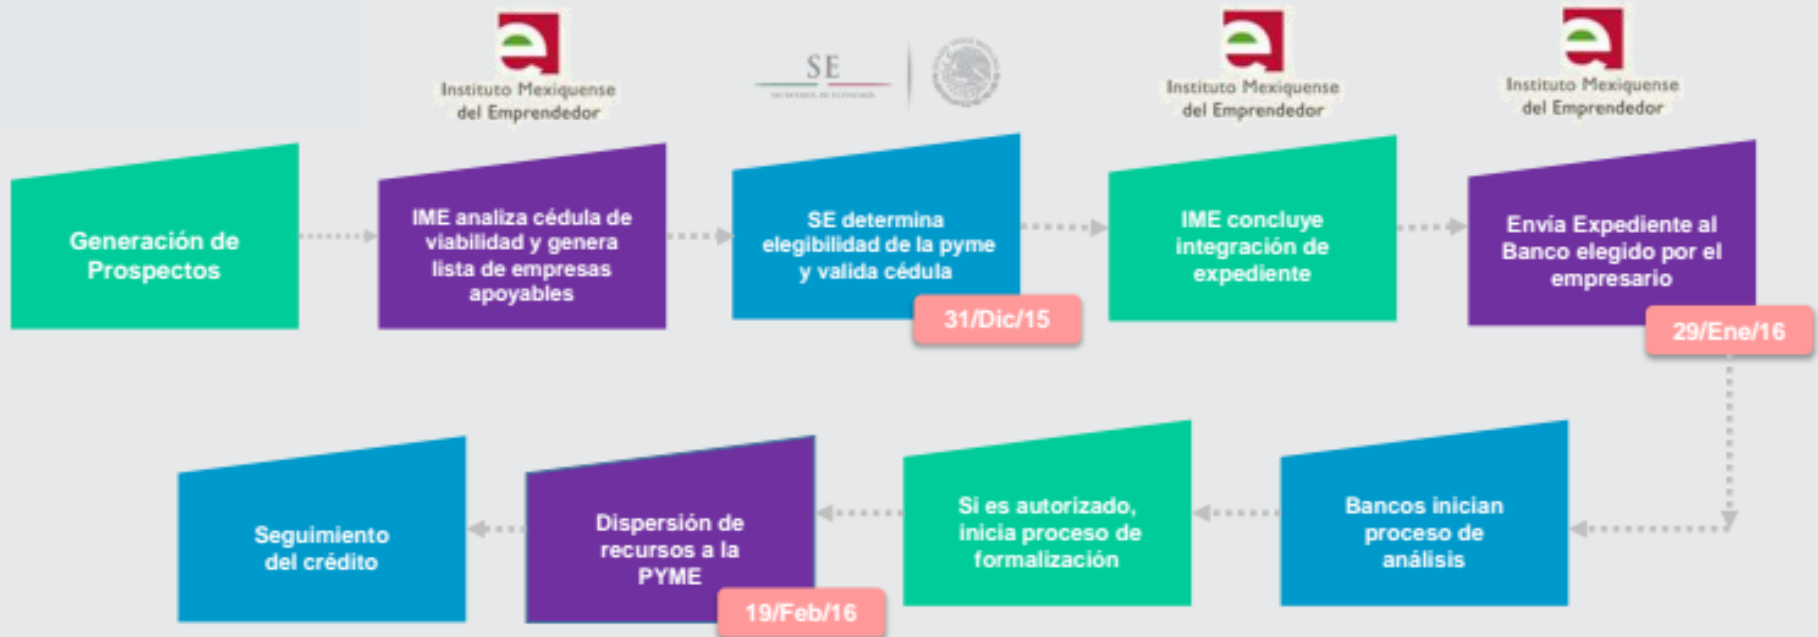 Instituto Mexiquense
del Emprendedor
SE
SECRETARÍA DE ECONOMÍA
Instituto Mexiquense
del Emprendedor
Instituto Mexiquense
del Emprendedor
Generación de
Prospectos
IME analiza cédula de
viabilidad y genera
lista de empresas
apoyables
SE determina
elegibilidad de la pyme
y valida cédula
31/Dic/15
IME concluye
integración de
expediente
Envía Expediente al
Banco elegido por el
empresario
29/Ene/16
Bancos inician
proceso de
análisis
Si es autorizado,
inicia proceso de
formalización
Dispersión de
recursos a la
PYME
19/Feb/16
Seguimiento
del crédito